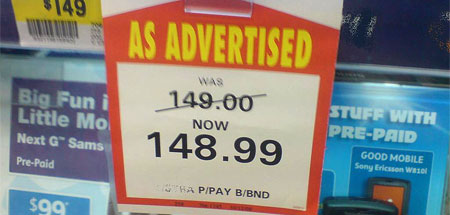 $149
AS ADVERTISED
WAS
149.00
NOW
148.99
P/PAY B/BND
Big Fun i
Little Mo
Next G™ Sams
Pre-Paid
$99
STUFF WITH
PRE-PAID
GOOD MOBILE
Sony Ericsson W810i